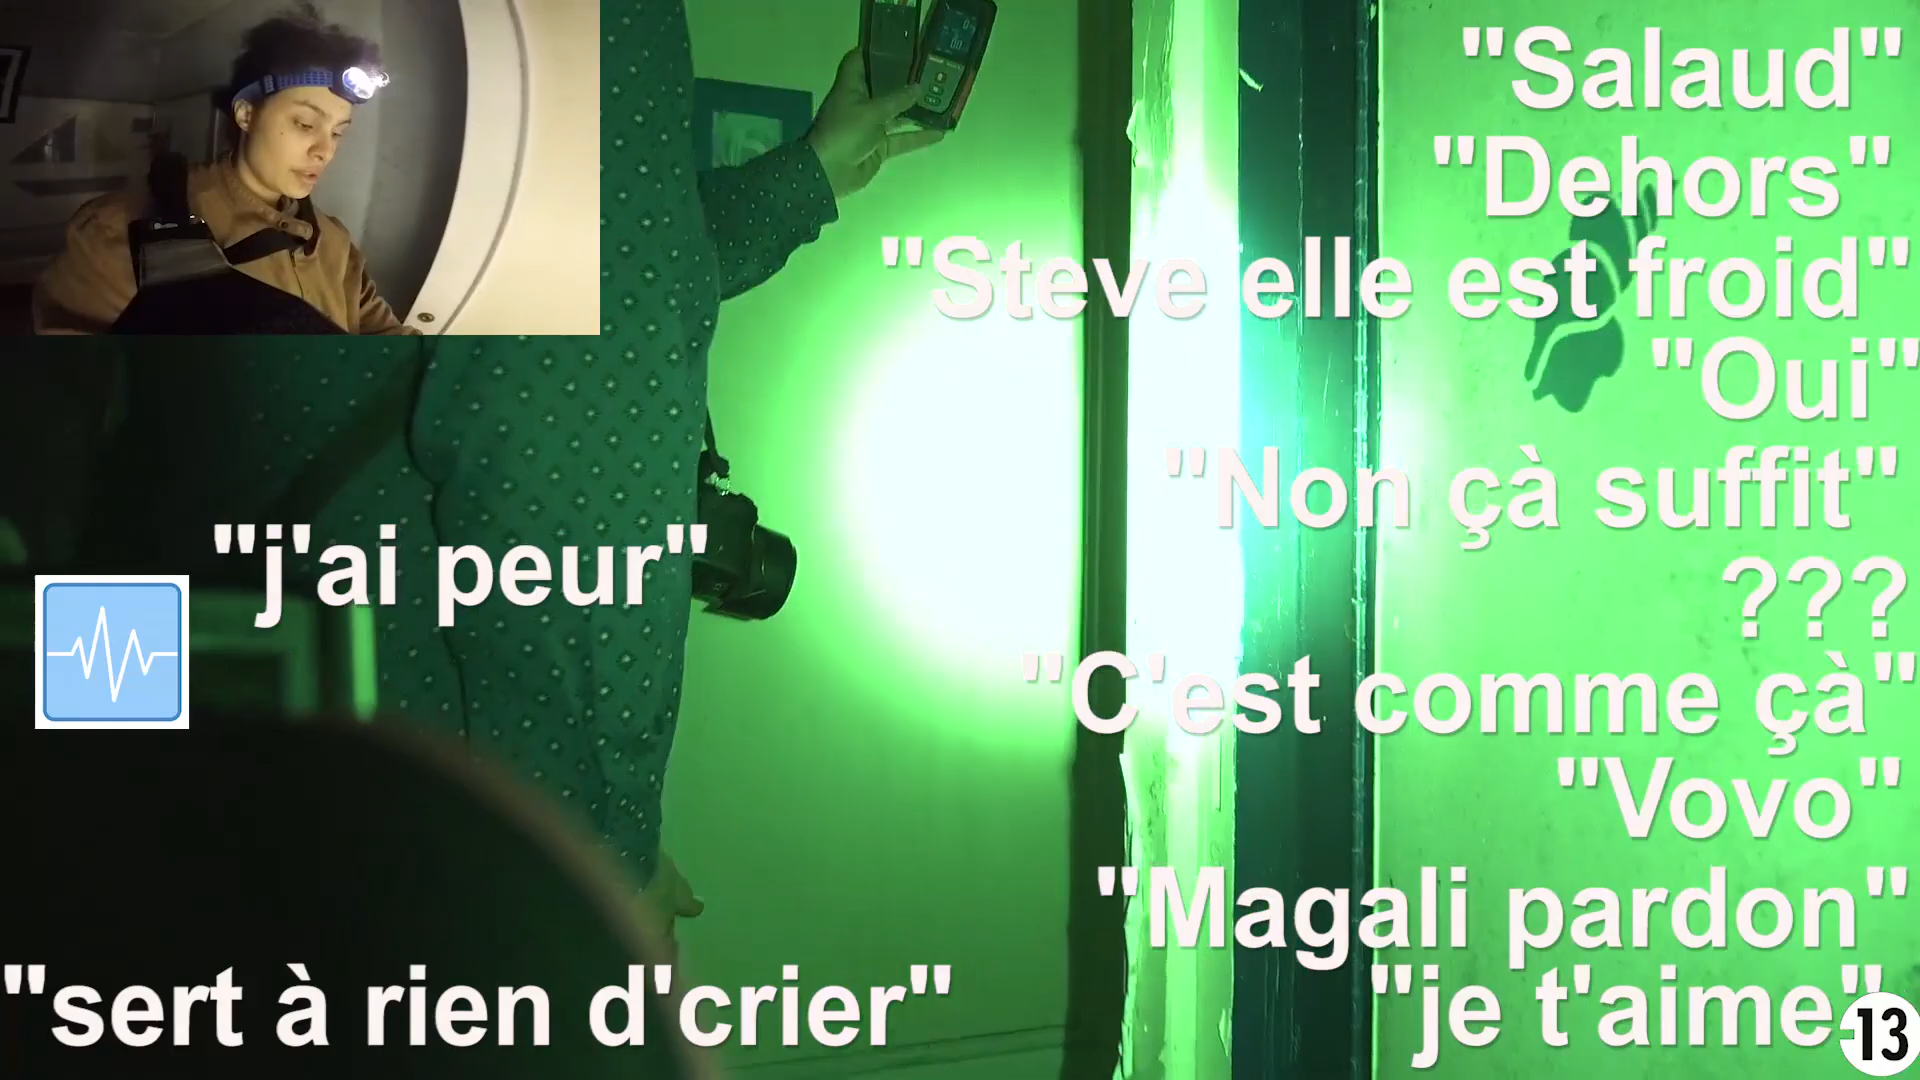 "Salaud"
"Dehors"
"Steve elle est froid"
"Oui"
"Non çà suffit"
"j'ai peur"
???
"C'est comme çà"
"Vovo"
"Magali pardon"
"je t'aime"
"sert à rien d'crier"
-13